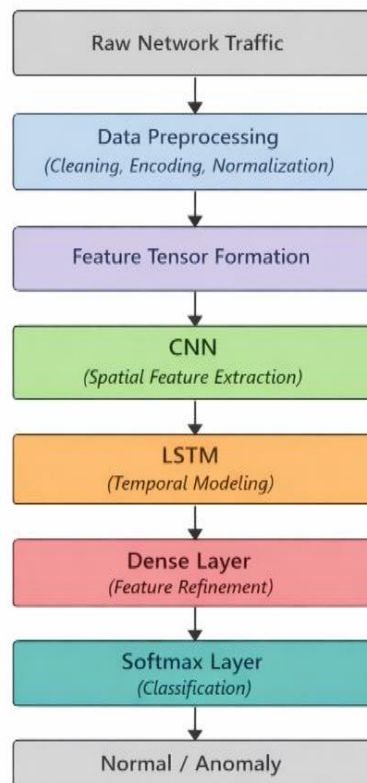 Raw Network Traffic
Data Preprocessing
(Cleaning, Encoding, Normalization)
Feature Tensor Formation
CNN
(Spatial Feature Extraction)
LSTM
(Temporal Modeling)
Dense Layer
(Feature Refinement)
Softmax Layer
(Classification)
Normal / Anomaly